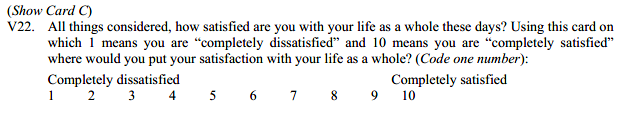 (Show Card C)
V22. All things considered, how satisfied are you with your life as a whole these days? Using this card on
which 1 means you are “completely dissatisfied” and 10 means you are “completely satisfied”
where would you put your satisfaction with your life as a whole? (Code one number):
Completely dissatisfied Completely satisfied
1 2 3 4 5 6 7 8 9 10